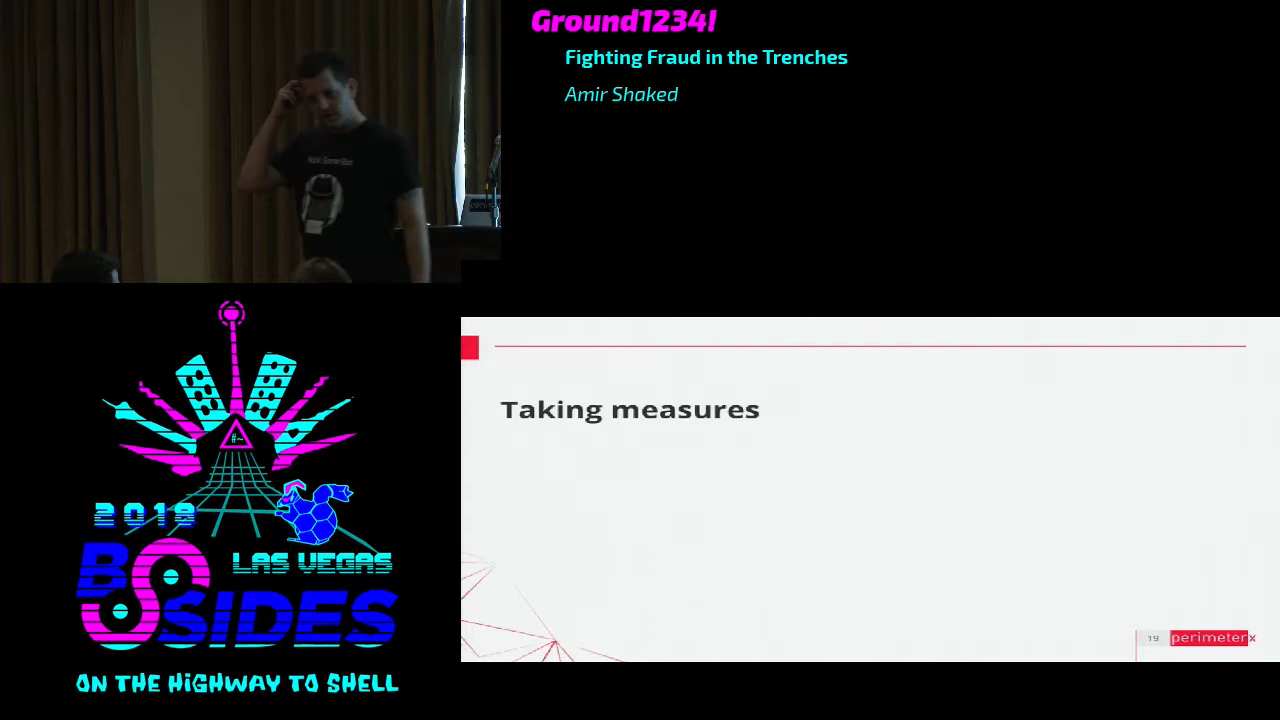 Ground1234!
Fighting Fraud in the Trenches
Amir Shaked
#~
2019
LAS VEGAS
BSIDES
ON THE HIGHWAY TO SHELL
Taking measures
19
perimeterx